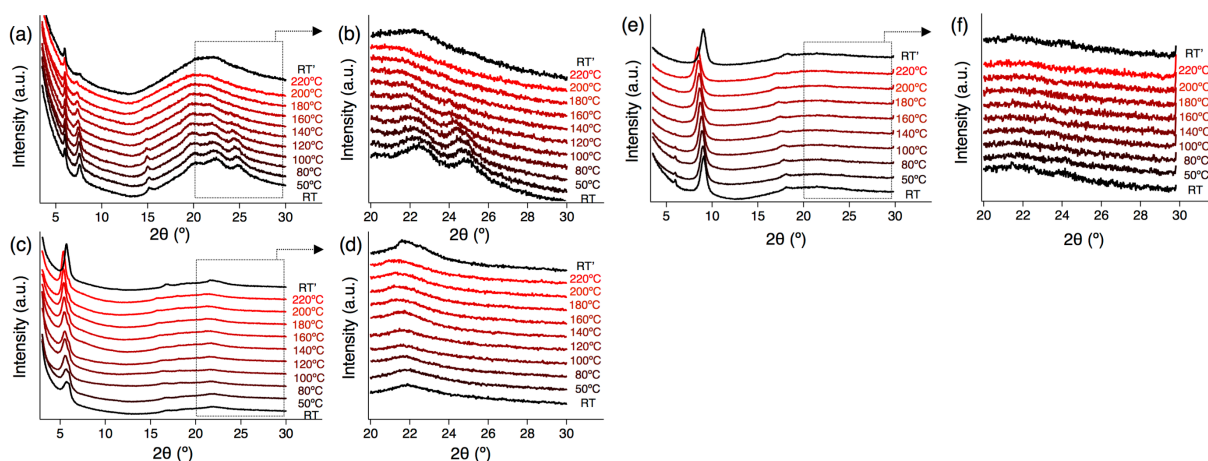 (a)
Intensity (a.u.)
RT'
220ºC
200ºC
180ºC
160ºC
140ºC
120ºC
100ºC
80ºC
50ºC
RT
5 10 15 20 25 30
2θ (º)
(b)
Intensity (a.u.)
RT'
220ºC
200ºC
180ºC
160ºC
140ºC
120ºC
100ºC
80ºC
50ºC
RT
20 22 24 26 28 30
2θ (º)
(e)
Intensity (a.u.)
RT'
220ºC
200ºC
180ºC
160ºC
140ºC
100ºC
80ºC
50ºC
RT
5 10 15 20 25 30
2θ (º)
(f)
Intensity (a.u.)
RT'
220ºC
200ºC
180ºC
160ºC
140ºC
100ºC
80ºC
50ºC
RT
20 22 24 26 28 30
2θ (º)
(c)
Intensity (a.u.)
RT'
220ºC
200ºC
180ºC
160ºC
140ºC
120ºC
100ºC
80ºC
50ºC
RT
5 10 15 20 25 30
2θ (º)
(d)
Intensity (a.u.)
RT'
220ºC
200ºC
180ºC
160ºC
140ºC
120ºC
100ºC
80ºC
50ºC
RT
20 22 24 26 28 30
2θ (º)